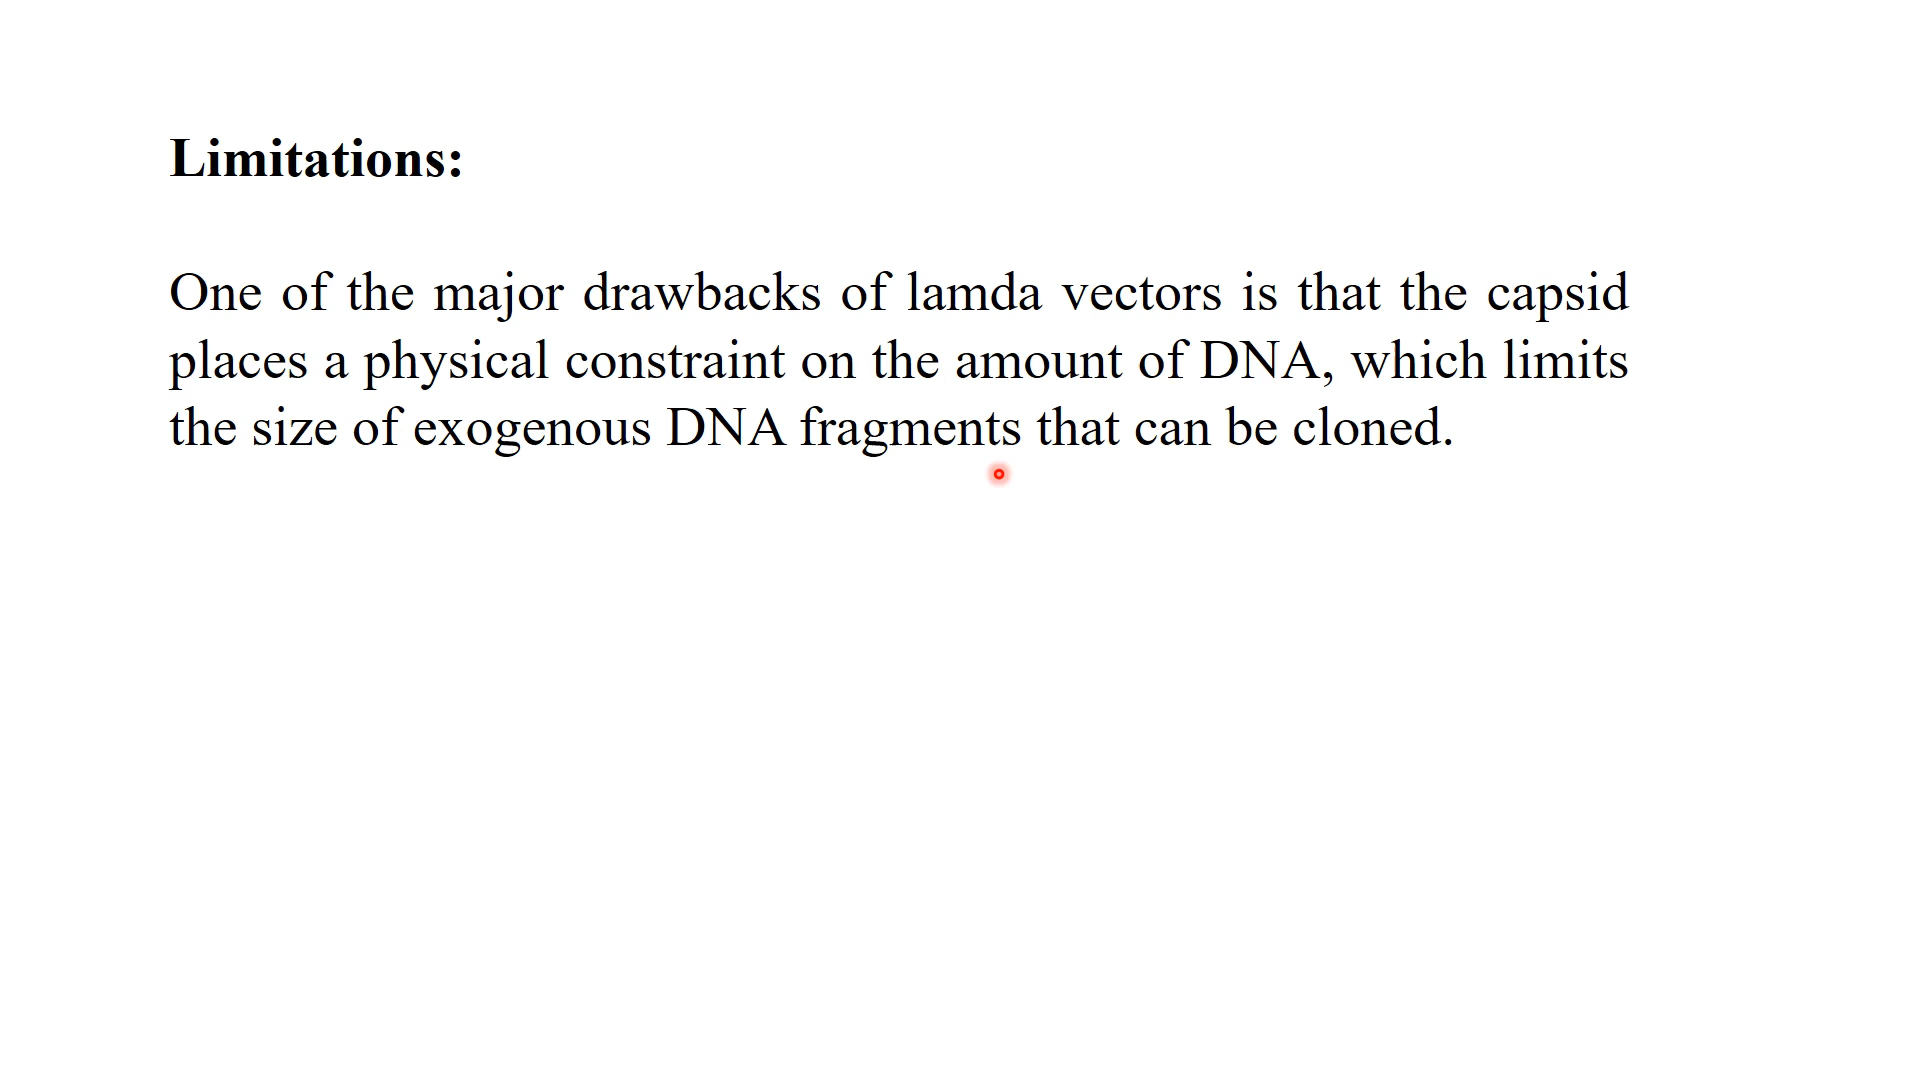 Limitations:
One of the major drawbacks of lamda vectors is that the capsid
places a physical constraint on the amount of DNA, which limits
the size of exogenous DNA fragments that can be cloned.